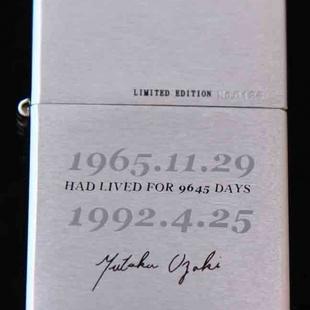 LIMITED EDITION
1965.11.29
HAD LIVED FOR 9645 DAYS
1992.4.25
Yutaka Ozaki